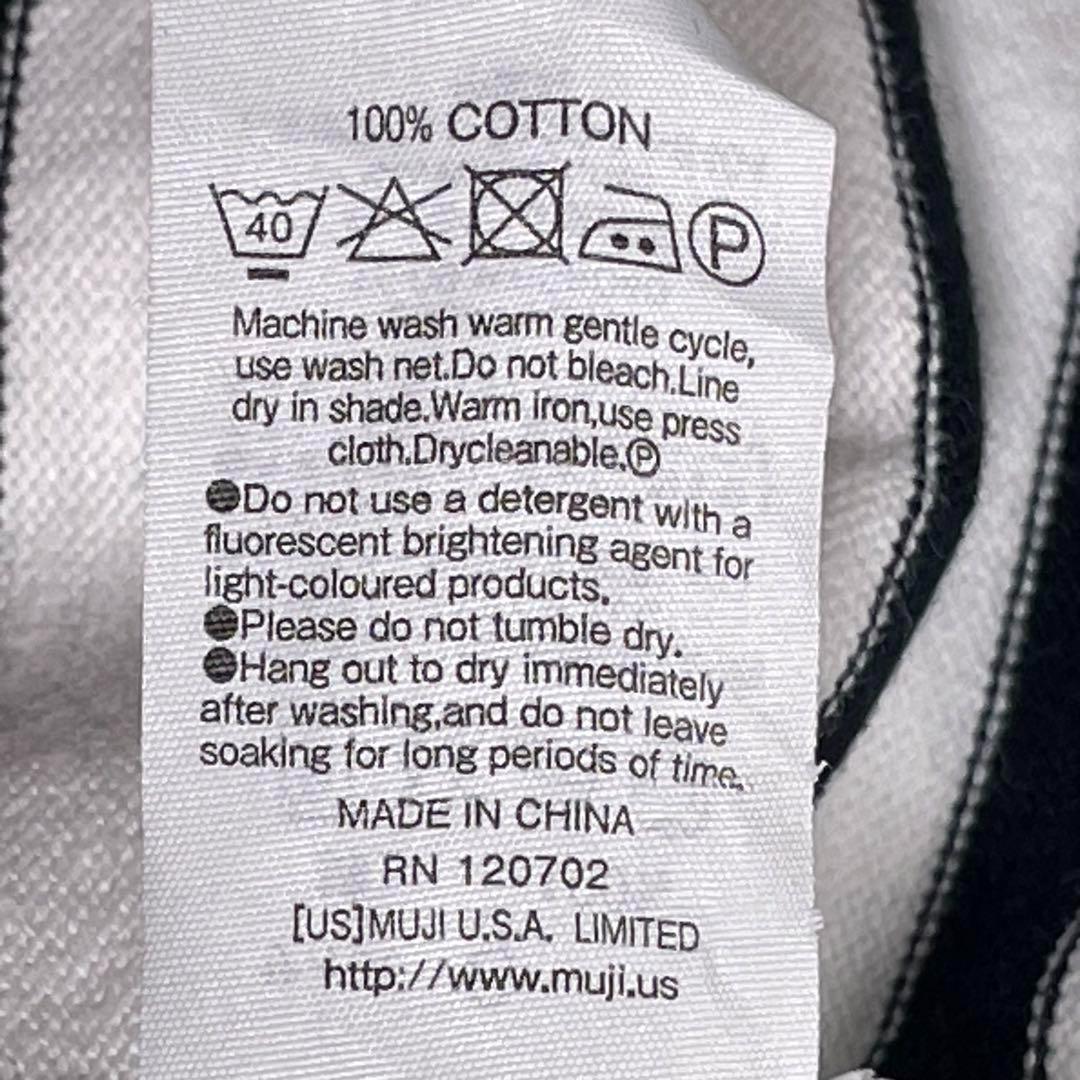 100% COTTON
40 P
Machine wash warm gentle cycle,
use wash net.Do not bleach.Line
dry in shade.Warm iron,use press
cloth.Drycleanable.Ⓟ
●Do not use a detergent with a
fluorescent brightening agent for
light-coloured products.
●Please do not tumble dry.
●Hang out to dry immediately
after washing,and do not leave
soaking for long periods of time.
MADE IN CHINA
RN 120702
[US]MUJI U.S.A. LIMITED
http://www.muji.us